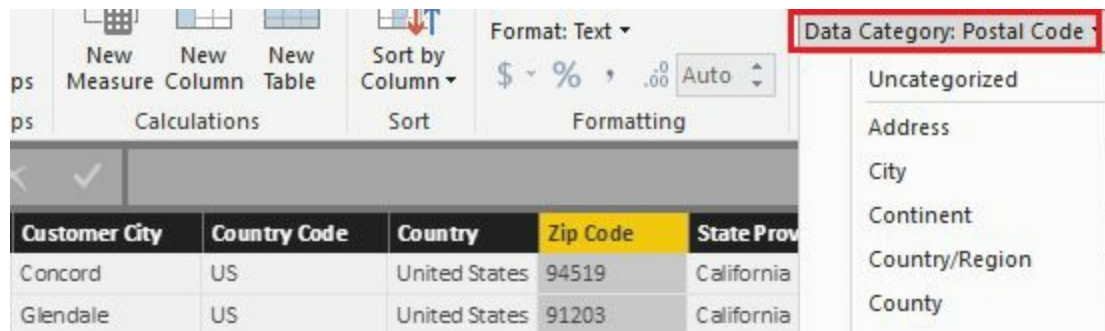 Format: Text
Data Category: Postal Code
New Measure
New Column
New Table
Sort by Column
$ % , .00 Auto
Uncategorized
ps
Calculations
Sort
Formatting
Address
City
Continent
Country/Region
County
Customer City Country Code Country Zip Code State Prov
Concord US United States 94519 California
Glendale US United States 91203 California